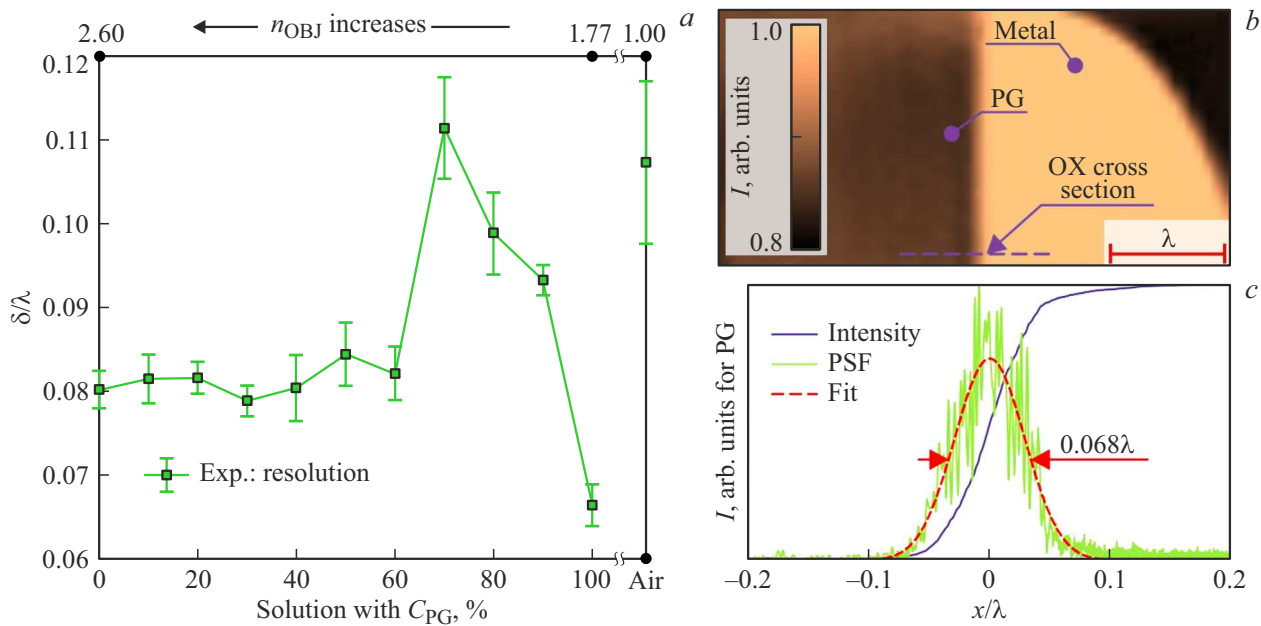 n_OBJ increases
2.60
1.77
1.00
a
0.12
0.11
0.10
0.09
0.08
0.07
0.06
δ/λ
Exp.: resolution
0
20
40
60
80
100
Air
Solution with C_PG, %
b
1.0
0.8
I, arb. units
Metal
PG
OX cross
section
λ
c
I, arb. units for PG
Intensity
PSF
Fit
0.068λ
−0.2
−0.1
0
0.1
0.2
x/λ